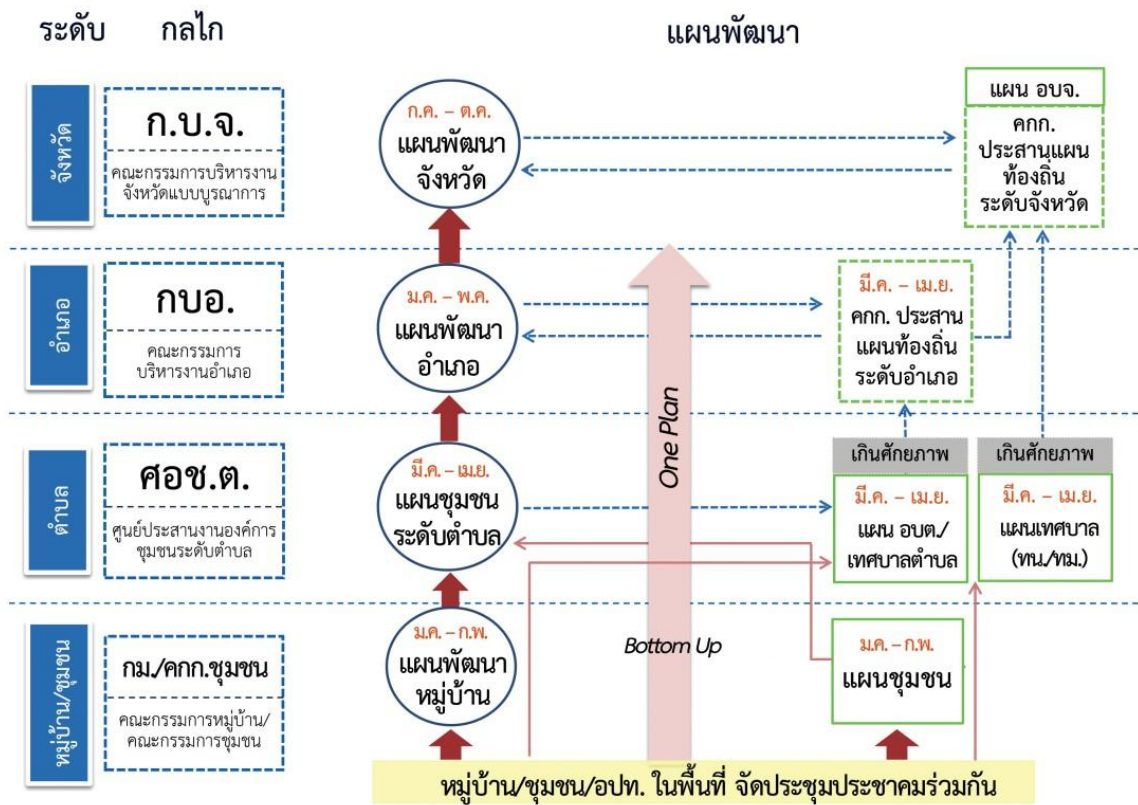 ระดับ กลไก แผนพัฒนา
จังหวัด
ก.บ.จ.
คณะกรรมการบริหารงาน
จังหวัดแบบบูรณาการ
ก.ค. – ต.ค.
แผนพัฒนา
จังหวัด
แผน อบจ.
คกก.
ประสานแผน
ท้องถิ่น
ระดับจังหวัด
อำเภอ
กบอ.
คณะกรรมการ
บริหารงานอำเภอ
ม.ค. – พ.ค.
แผนพัฒนา
อำเภอ
One Plan
มี.ค. – เม.ย.
คกก. ประสาน
แผนท้องถิ่น
ระดับอำเภอ
ตำบล
ศอช.ต.
ศูนย์ประสานงานองค์การ
ชุมชนระดับตำบล
มี.ค. – เม.ย.
แผนชุมชน
ระดับตำบล
เกินศักยภาพ
มี.ค. – เม.ย.
แผน อบต./
เทศบาลตำบล
เกินศักยภาพ
มี.ค. – เม.ย.
แผนเทศบาล
(ทน./ทม.)
หมู่บ้าน/ชุมชน
กม./คกก.ชุมชน
คณะกรรมการหมู่บ้าน/
คณะกรรมการชุมชน
ม.ค. – ก.พ.
แผนพัฒนา
หมู่บ้าน
Bottom Up
ม.ค. – ก.พ.
แผนชุมชน
หมู่บ้าน/ชุมชน/อปท. ในพื้นที่ จัดประชุมประชาคมร่วมกัน